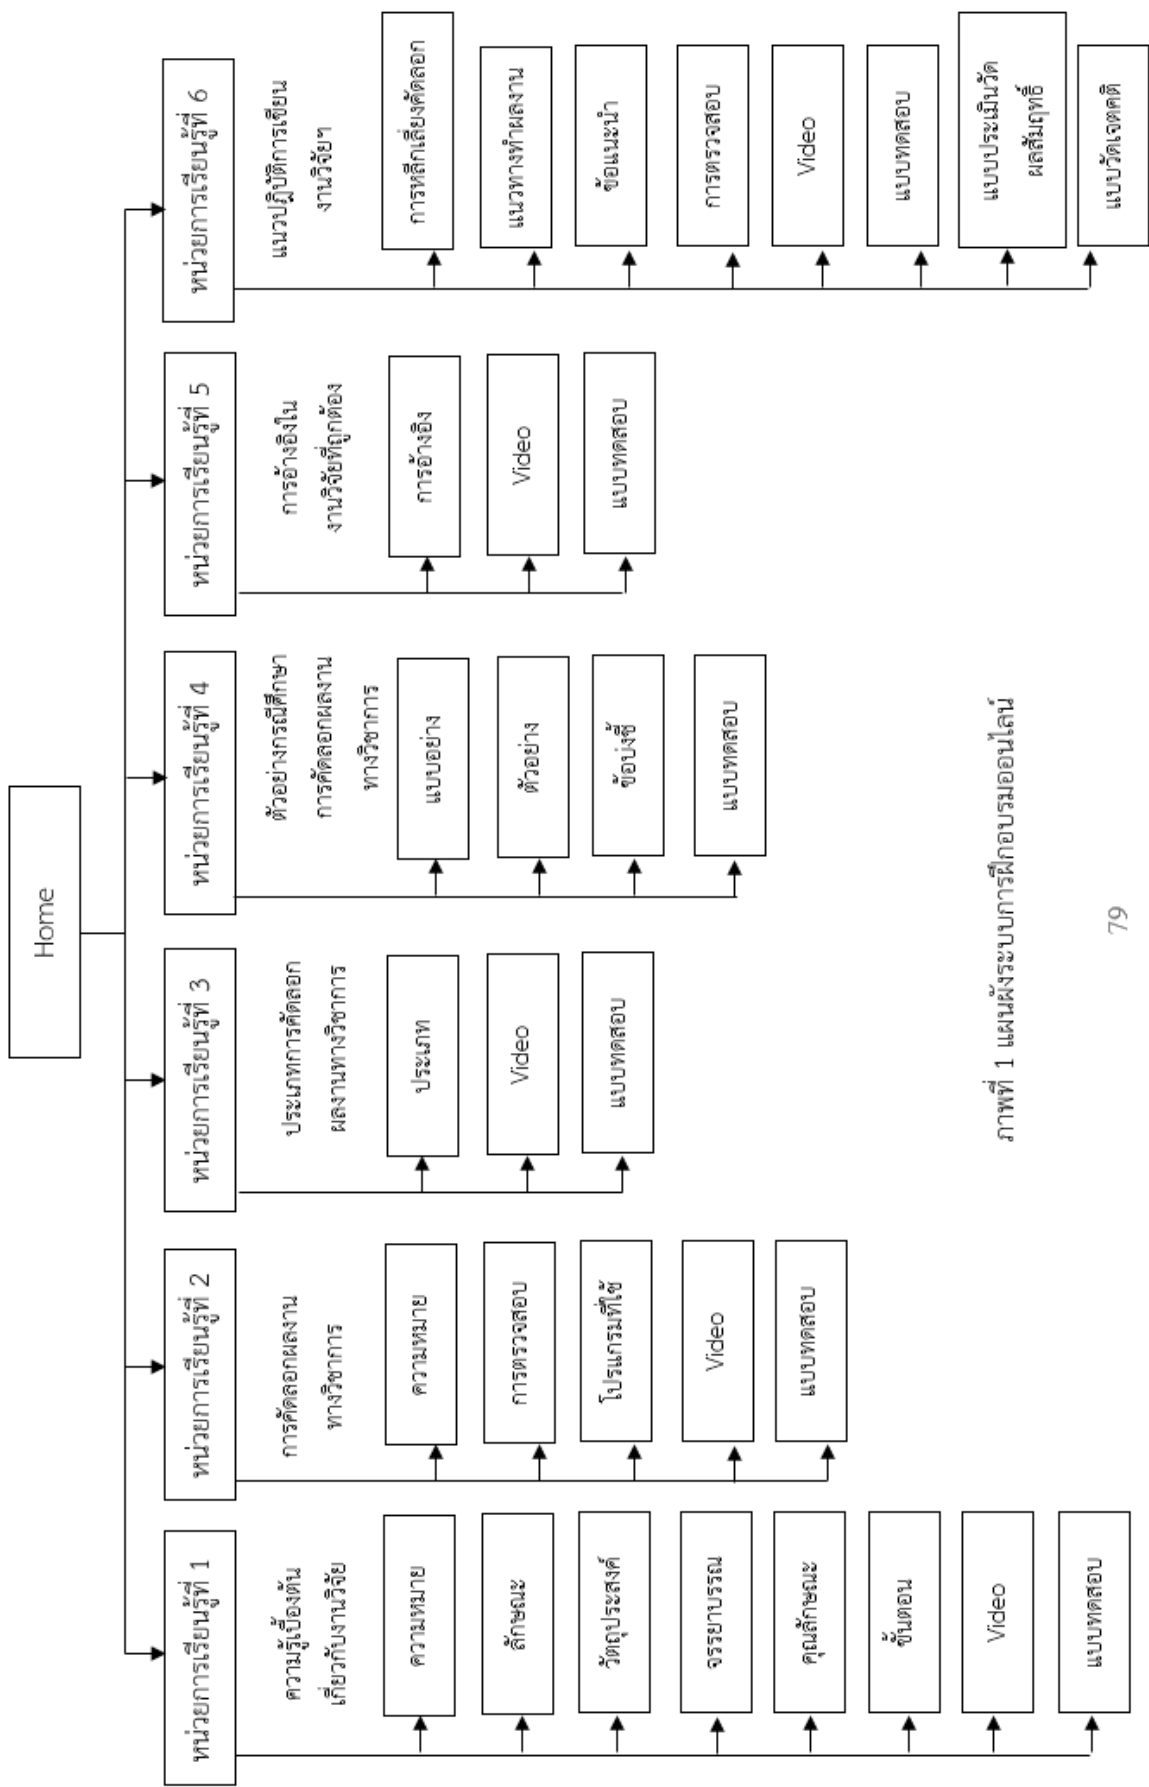 Home
หน่วยการเรียนรู้ที่ 1
ความรู้เบื้องต้น
เกี่ยวกับงานวิจัย
ความหมาย
ลักษณะ
วัตถุประสงค์
จรรยาบรรณ
คุณลักษณะ
ขั้นตอน
Video
แบบทดสอบ
หน่วยการเรียนรู้ที่ 2
การคัดลอกผลงาน
ทางวิชาการ
ความหมาย
การตรวจสอบ
โปรแกรมที่ใช้
Video
แบบทดสอบ
หน่วยการเรียนรู้ที่ 3
ประเภทการคัดลอก
ผลงานทางวิชาการ
ประเภท
Video
แบบทดสอบ
หน่วยการเรียนรู้ที่ 4
ตัวอย่างกรณีศึกษา
การคัดลอกผลงาน
ทางวิชาการ
แบบอย่าง
ตัวอย่าง
ข้อบ่งชี้
แบบทดสอบ
หน่วยการเรียนรู้ที่ 5
การอ้างอิงใน
งานวิจัยที่ถูกต้อง
การอ้างอิง
Video
แบบทดสอบ
หน่วยการเรียนรู้ที่ 6
แนวปฏิบัติการเขียน
งานวิจัยฯ
การหลีกเลี่ยงคัดลอก
แนวทางทำผลงาน
ข้อแนะนำ
การตรวจสอบ
Video
แบบทดสอบ
แบบประเมินวัด
ผลสัมฤทธิ์
แบบวัดเจตคติ
ภาพที่ 1 แผนผังระบบการฝึกอบรมออนไลน์
79